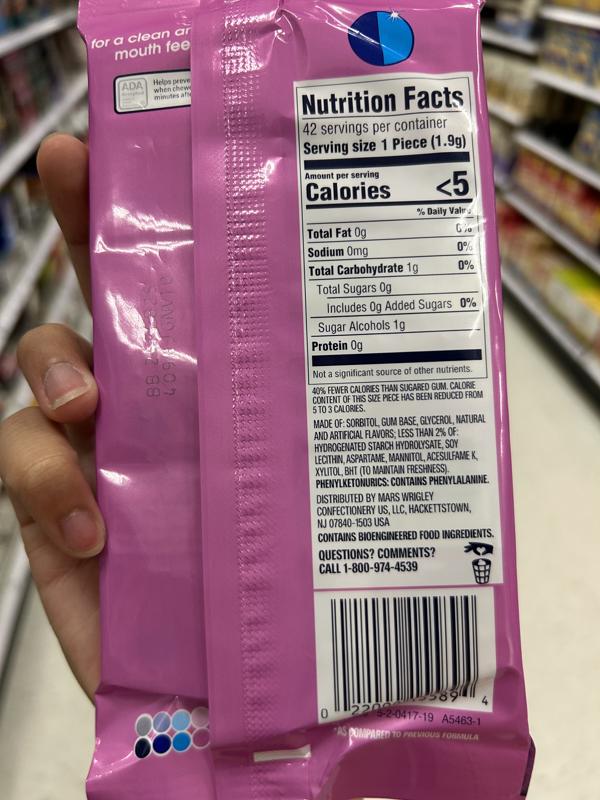 for a clean
mouth
ADA
Accepted
Helps
when
minutes
Nutrition Facts
42 servings per container
Serving size 1 Piece (1.9g)
Amount per serving
Calories <5
% Daily Value
Total Fat 0g 0%
Sodium 0mg 0%
Total Carbohydrate 1g 0%
Total Sugars 0g
Includes 0g Added Sugars 0%
Sugar Alcohols 1g
Protein 0g
Not a significant source of other nutrients.
40% FEWER CALORIES THAN SUGARED GUM. CALORIE
CONTENT OF THIS SIZE PIECE HAS BEEN REDUCED FROM
5 TO 3 CALORIES.
MADE OF: SORBITOL, GUM BASE, GLYCEROL, NATURAL
AND ARTIFICIAL FLAVORS; LESS THAN 2% OF:
HYDROGENATED STARCH HYDROLYSATE, SOY
LECITHIN, ASPARTAME, MANNITOL, ACESULFAME K,
XYLITOL, BHT (TO MAINTAIN FRESHNESS).
PHENYLKETONURICS: CONTAINS PHENYLALANINE.
DISTRIBUTED BY MARS WRIGLEY
CONFECTIONERY US, LLC, HACKETTSTOWN,
NJ 07840-1503 USA
CONTAINS BIOENGINEERED FOOD INGREDIENTS.
QUESTIONS? COMMENTS?
CALL 1-800-974-4539
0 4
5-2-0417-19 A5463-1
*AS COMPARED TO PREVIOUS FORMULA